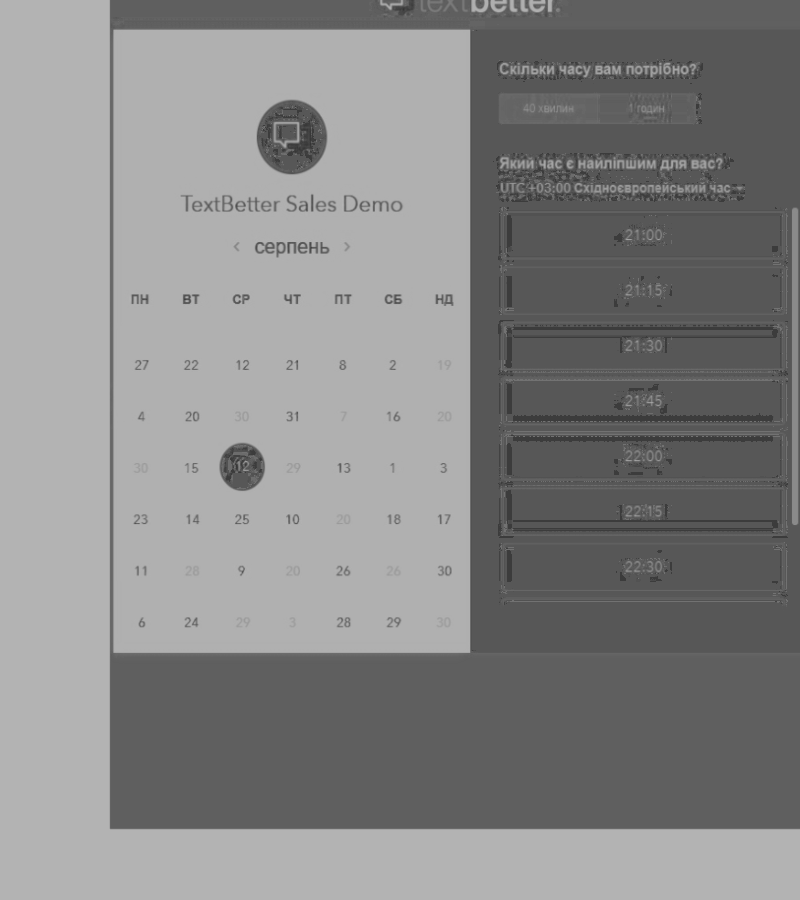 textbetter
TextBetter Sales Demo
‹ серпень ›
ПН ВТ СР ЧТ ПТ СБ НД
27 22 12 21 8 2 19
4 20 30 31 7 16 20
30 15 12 29 13 1 3
23 14 25 10 20 18 17
11 28 9 20 26 26 30
6 24 29 3 28 29 30
Скільки часу вам потрібно?
40 хвилин 1 годин
Який час є найліпшим для вас?
UTC +03:00 Східноєвропейський час
21:00
21:15
21:30
21:45
22:00
22:15
22:30